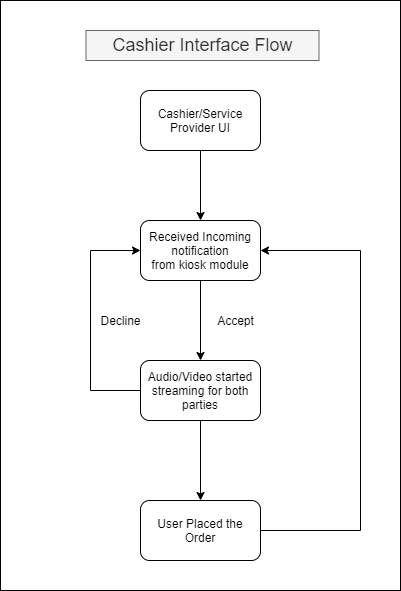 Cashier Interface Flow
Cashier/Service
Provider UI
Received Incoming
notification
from kiosk module
Decline
Accept
Audio/Video started
streaming for both
parties
User Placed the
Order